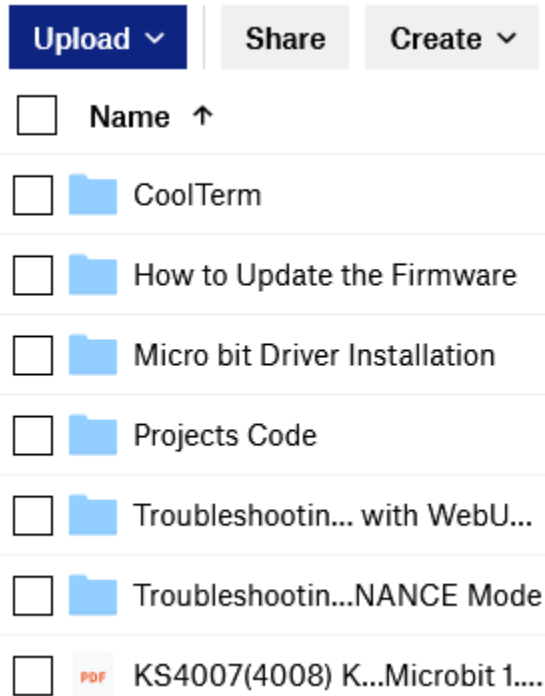 Upload Share Create
Name ↑
CoolTerm
How to Update the Firmware
Micro bit Driver Installation
Projects Code
Troubleshootin... with WebU...
Troubleshootin...NANCE Mode
PDF KS4007(4008) K...Microbit 1....